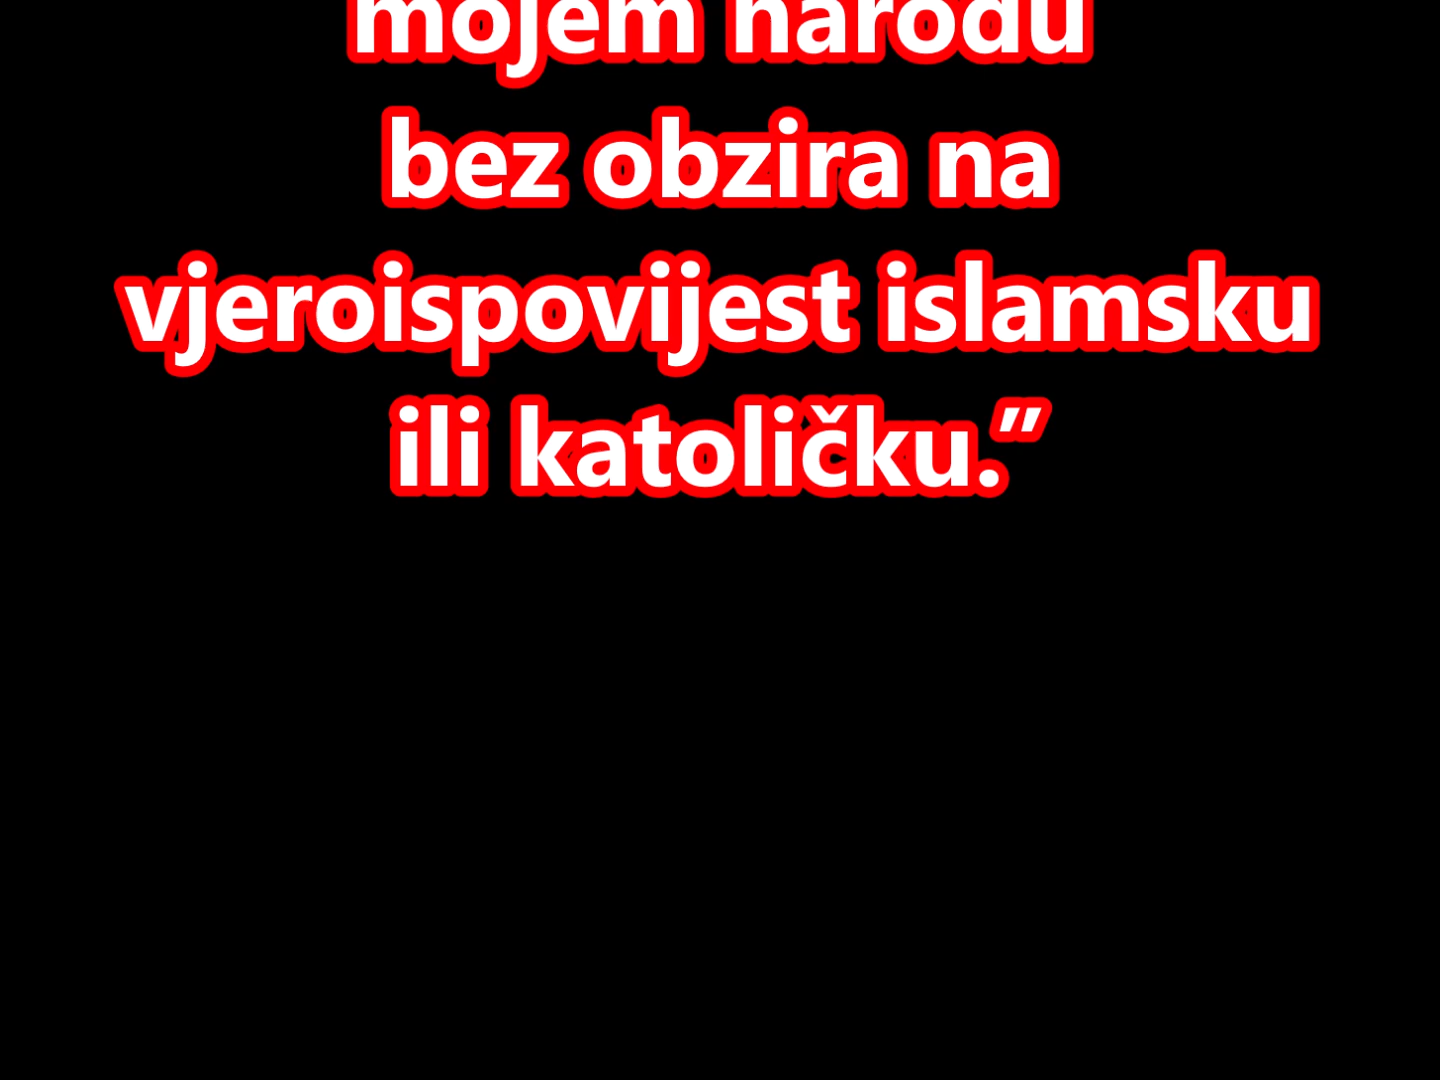 mojem narodu
bez obzira na
vjeroispovijest islamsku
ili katoličku.”